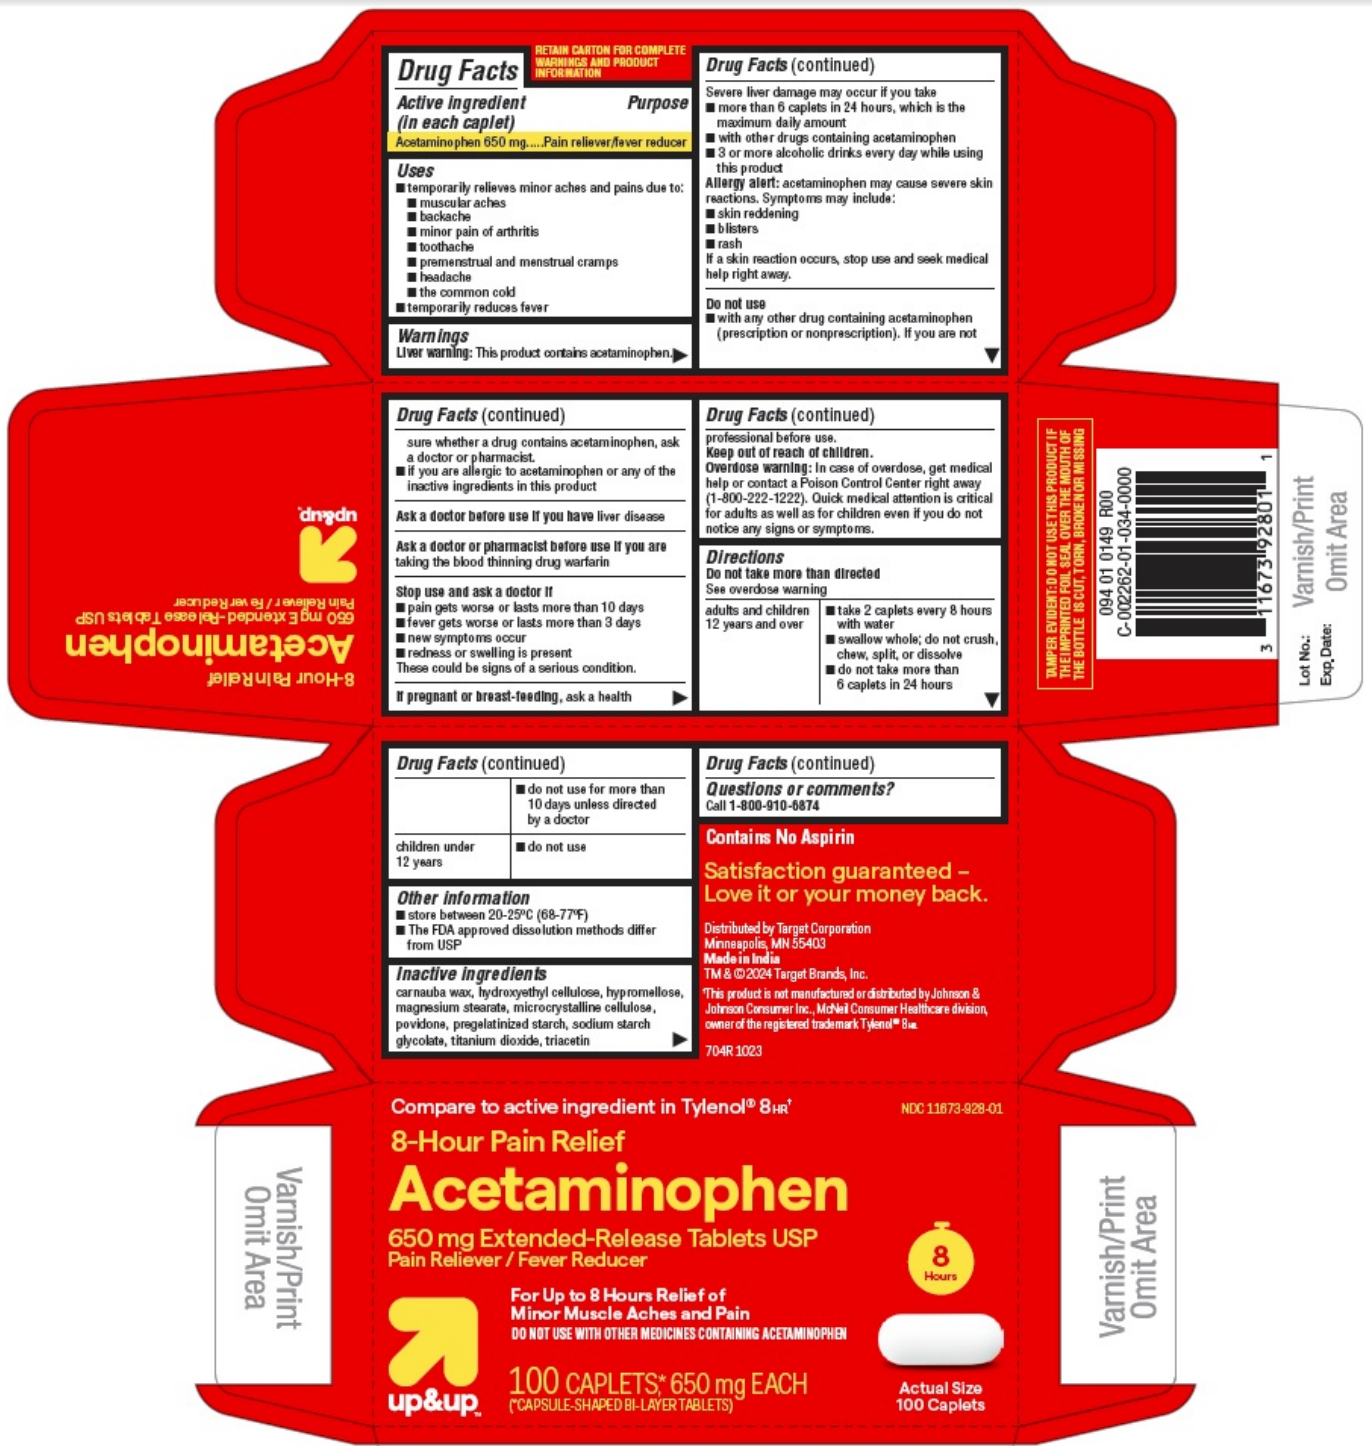 RETAIN CARTON FOR COMPLETE
WARNINGS AND PRODUCT
INFORMATION
Drug Facts
Active ingredient Purpose
(in each caplet)
Acetaminophen 650 mg.....Pain reliever/fever reducer
Uses
■ temporarily relieves minor aches and pains due to:
■ muscular aches
■ backache
■ minor pain of arthritis
■ toothache
■ premenstrual and menstrual cramps
■ headache
■ the common cold
■ temporarily reduces fever
Warnings
Liver warning: This product contains acetaminophen.▶
Drug Facts (continued)
Severe liver damage may occur if you take
■ more than 6 caplets in 24 hours, which is the
maximum daily amount
■ with other drugs containing acetaminophen
■ 3 or more alcoholic drinks every day while using
this product
Allergy alert: acetaminophen may cause severe skin
reactions. Symptoms may include:
■ skin reddening
■ blisters
■ rash
If a skin reaction occurs, stop use and seek medical
help right away.
Do not use
■ with any other drug containing acetaminophen
(prescription or nonprescription). If you are not
▼
Drug Facts (continued)
sure whether a drug contains acetaminophen, ask
a doctor or pharmacist.
■ if you are allergic to acetaminophen or any of the
inactive ingredients in this product
Ask a doctor before use if you have liver disease
Ask a doctor or pharmacist before use if you are
taking the blood thinning drug warfarin
Stop use and ask a doctor if
■ pain gets worse or lasts more than 10 days
■ fever gets worse or lasts more than 3 days
■ new symptoms occur
■ redness or swelling is present
These could be signs of a serious condition.
If pregnant or breast-feeding, ask a health ▶
Drug Facts (continued)
professional before use.
Keep out of reach of children.
Overdose warning: In case of overdose, get medical
help or contact a Poison Control Center right away
(1-800-222-1222). Quick medical attention is critical
for adults as well as for children even if you do not
notice any signs or symptoms.
Directions
Do not take more than directed
See overdose warning
adults and children
12 years and over
■ take 2 caplets every 8 hours
with water
■ swallow whole; do not crush,
chew, split, or dissolve
■ do not take more than
6 caplets in 24 hours
▼
8-Hour Pain Relief
Acetaminophen
650 mg Extended-Release Tablets USP
Pain Reliever / Fever Reducer
up&up™
TAMPER EVIDENT: DO NOT USE THIS PRODUCT IF
THE IMPRINTED FOIL SEAL OVER THE MOUTH OF
THE BOTTLE IS CUT, TORN, BROKEN OR MISSING
094 01 0149 R00
C-002262-01-034-0000
3 11673 92801 1
Lot No.:
Exp. Date:
Varnish/Print
Omit Area
Drug Facts (continued)
■ do not use for more than
10 days unless directed
by a doctor
children under
12 years
■ do not use
Other information
■ store between 20-25ºC (68-77ºF)
■ The FDA approved dissolution methods differ
from USP
Inactive ingredients
carnauba wax, hydroxyethyl cellulose, hypromellose,
magnesium stearate, microcrystalline cellulose,
povidone, pregelatinized starch, sodium starch
glycolate, titanium dioxide, triacetin ▶
Drug Facts (continued)
Questions or comments?
Call 1-800-910-6874
Contains No Aspirin
Satisfaction guaranteed –
Love it or your money back.
Distributed by Target Corporation
Minneapolis, MN 55403
Made in India
TM & © 2024 Target Brands, Inc.
†This product is not manufactured or distributed by Johnson &
Johnson Consumer Inc., McNeil Consumer Healthcare division,
owner of the registered trademark Tylenol® 8HR.
704R 1023
Compare to active ingredient in Tylenol® 8HR†
NDC 11673-928-01
8-Hour Pain Relief
Acetaminophen
650 mg Extended-Release Tablets USP
Pain Reliever / Fever Reducer
8
Hours
For Up to 8 Hours Relief of
Minor Muscle Aches and Pain
DO NOT USE WITH OTHER MEDICINES CONTAINING ACETAMINOPHEN
100 CAPLETS,* 650 mg EACH
(*CAPSULE-SHAPED BI-LAYER TABLETS)
up&up™
Actual Size
100 Caplets
Varnish/Print
Omit Area
Varnish/Print
Omit Area